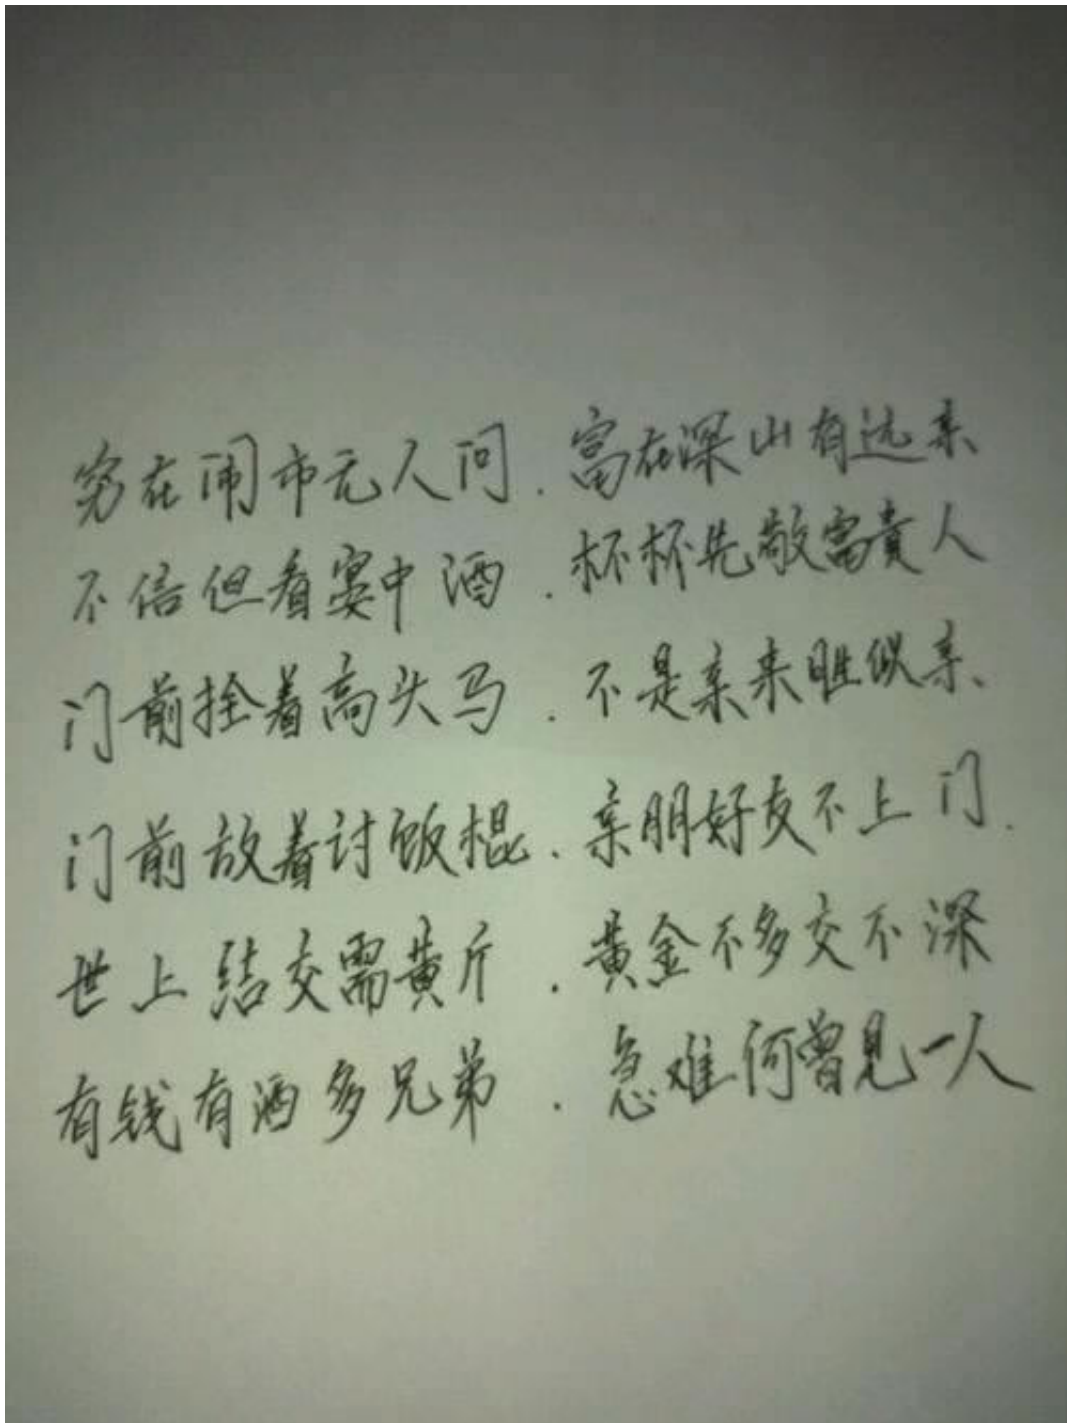 穷在闹市无人问.富在深山有远亲
不信但看宴中酒.杯杯先敬富贵人
门前拴着高头马.不是亲来胜似亲、
门前放着讨饭棍.亲朋好友不上门.
世上结交需黄斤.黄金不多交不深
有钱有酒多兄弟.急难何曾见一人